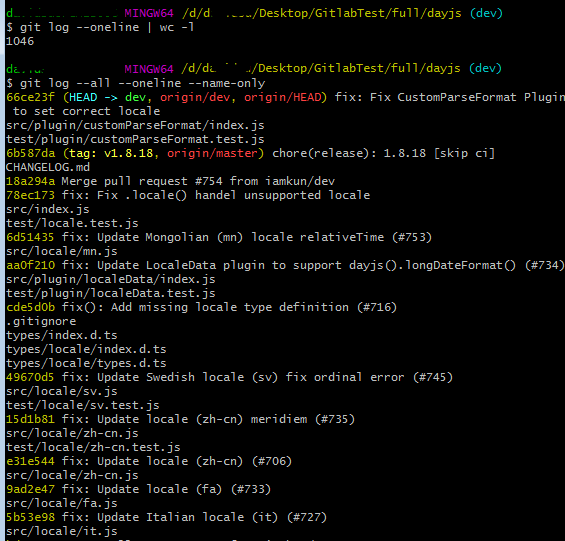 MINGW64 /d/d /Desktop/GitlabTest/full/dayjs (dev)
$ git log --oneline | wc -l
1046
MINGW64 /d/da /Desktop/GitlabTest/full/dayjs (dev)
$ git log --all --oneline --name-only
66ce23f (HEAD -> dev, origin/dev, origin/HEAD) fix: Fix CustomParseFormat Plugin
to set correct locale
src/plugin/customParseFormat/index.js
test/plugin/customParseFormat.test.js
6b587da (tag: v1.8.18, origin/master) chore(release): 1.8.18 [skip ci]
CHANGELOG.md
18a294a Merge pull request #754 from iamkun/dev
78ec173 fix: Fix .locale() handel unsupported locale
src/index.js
test/locale.test.js
6d51435 fix: Update Mongolian (mn) locale relativeTime (#753)
src/locale/mn.js
aa0f210 fix: Update LocaleData plugin to support dayjs().longDateFormat() (#734)
src/plugin/localeData/index.js
test/plugin/localeData.test.js
cde5d0b fix(): Add missing locale type definition (#716)
.gitignore
types/index.d.ts
types/locale/index.d.ts
types/locale/types.d.ts
49670d5 fix: Update Swedish locale (sv) fix ordinal error (#745)
src/locale/sv.js
test/locale/sv.test.js
15d1b81 fix: Update locale (zh-cn) meridiem (#735)
src/locale/zh-cn.js
test/locale/zh-cn.test.js
e31e544 fix: Update locale (zh-cn) (#706)
src/locale/zh-cn.js
9ad2e47 fix: Update locale (fa) (#733)
src/locale/fa.js
5b53e98 fix: Update Italian locale (it) (#727)
src/locale/it.js